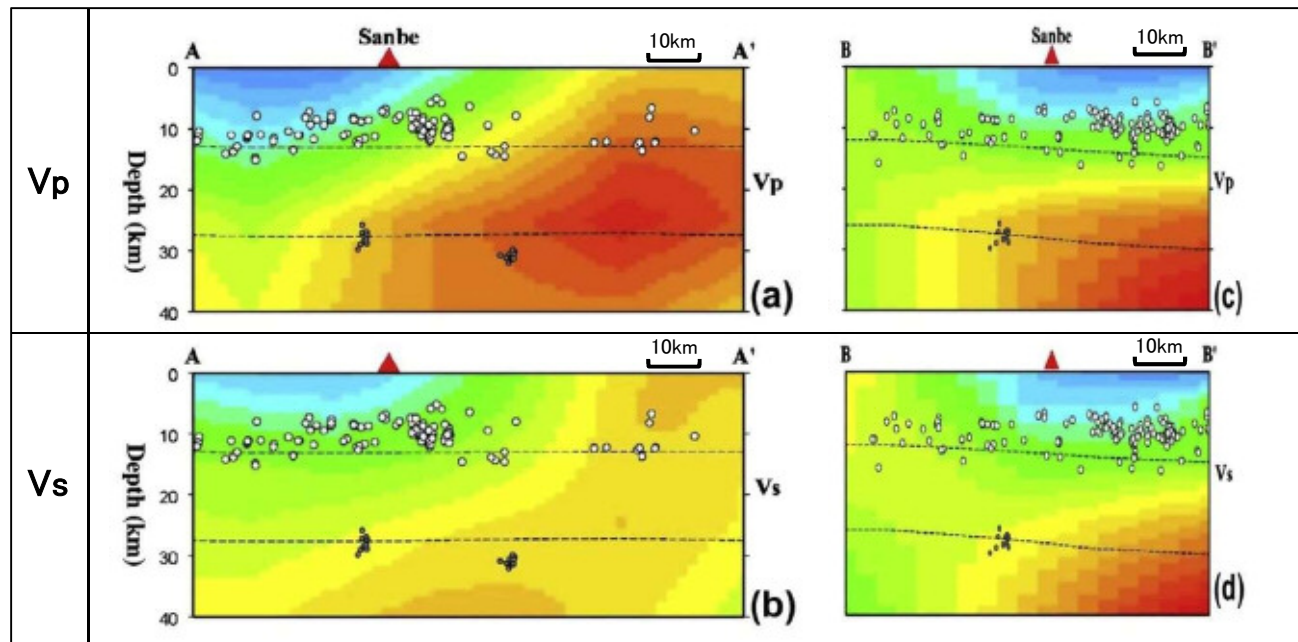 Vp
A
Sanbe
10km
A'
0
10
20
30
40
Depth (km)
Vp
(a)
B
Sanbe
10km
B'
Vp
(c)
Vs
A
10km
A'
0
10
20
30
40
Depth (km)
Vs
(b)
B
10km
B'
Vs
(d)